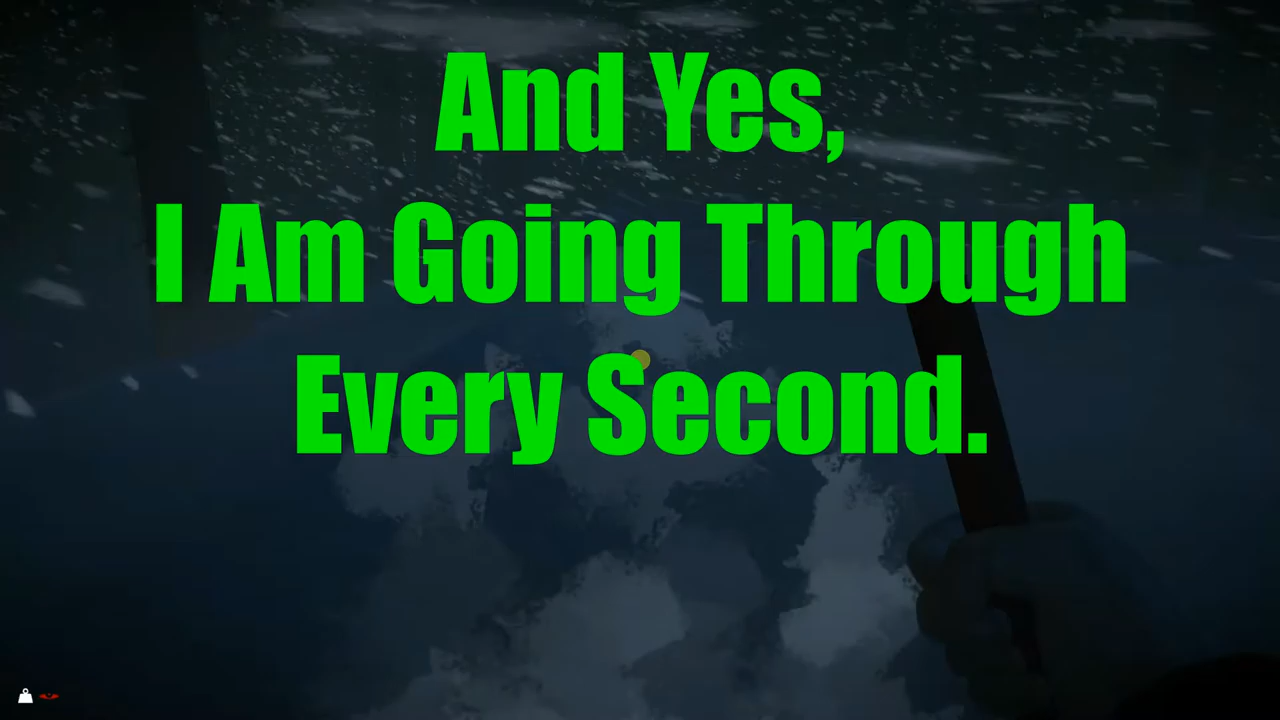 And Yes,
I Am Going Through
Every Second.